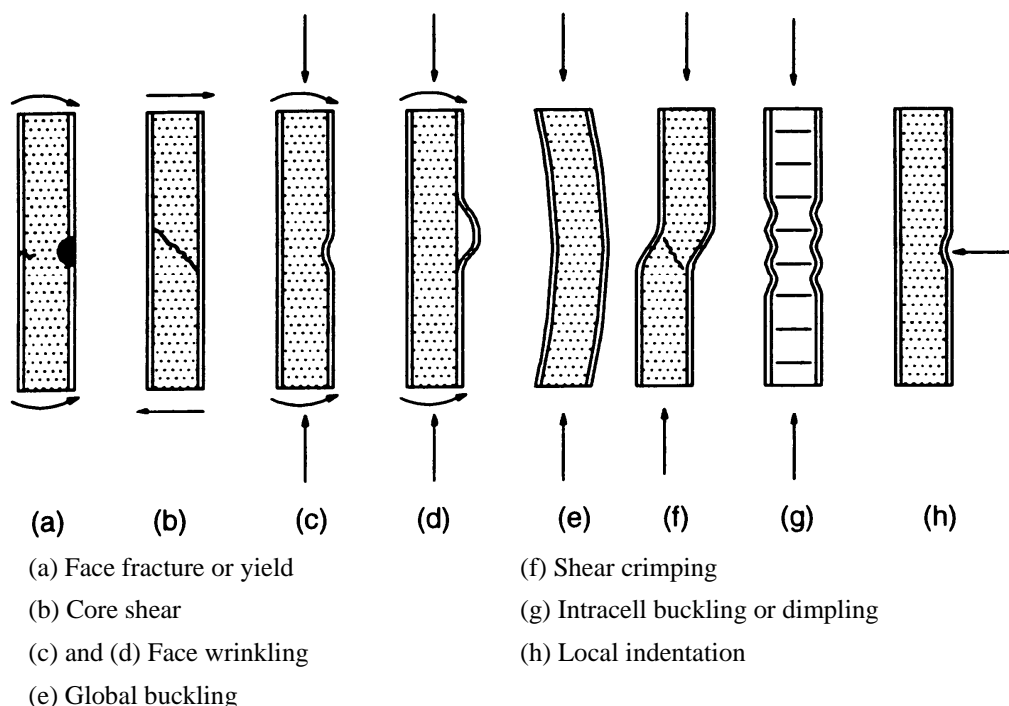 (a) (b) (c) (d) (e) (f) (g) (h)
(a) Face fracture or yield
(b) Core shear
(c) and (d) Face wrinkling
(e) Global buckling
(f) Shear crimping
(g) Intracell buckling or dimpling
(h) Local indentation